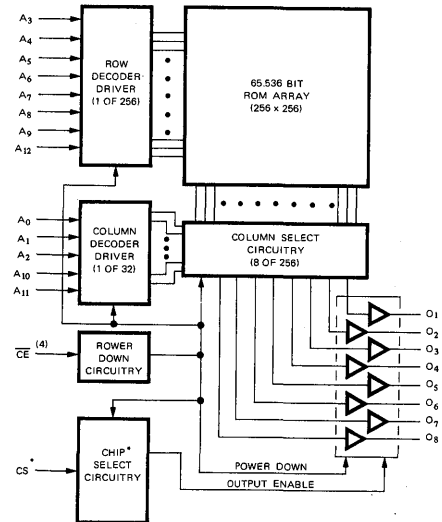 A3
A4
A5
A6
A7
A8
A9
A12
ROW
DECODER
DRIVER
(1 OF 256)
65.536 BIT
ROM ARRAY
(256 x 256)
A0
A1
A2
A10
A11
COLUMN
DECODER
DRIVER
(1 OF 32)
COLUMN SELECT
CIRCUITRY
(8 OF 256)
CE (4)
ROWER
DOWN
CIRCUITRY
CS*
CHIP*
SELECT
CIRCUITRY
O1
O2
O3
O4
O5
O6
O7
O8
POWER DOWN
OUTPUT ENABLE